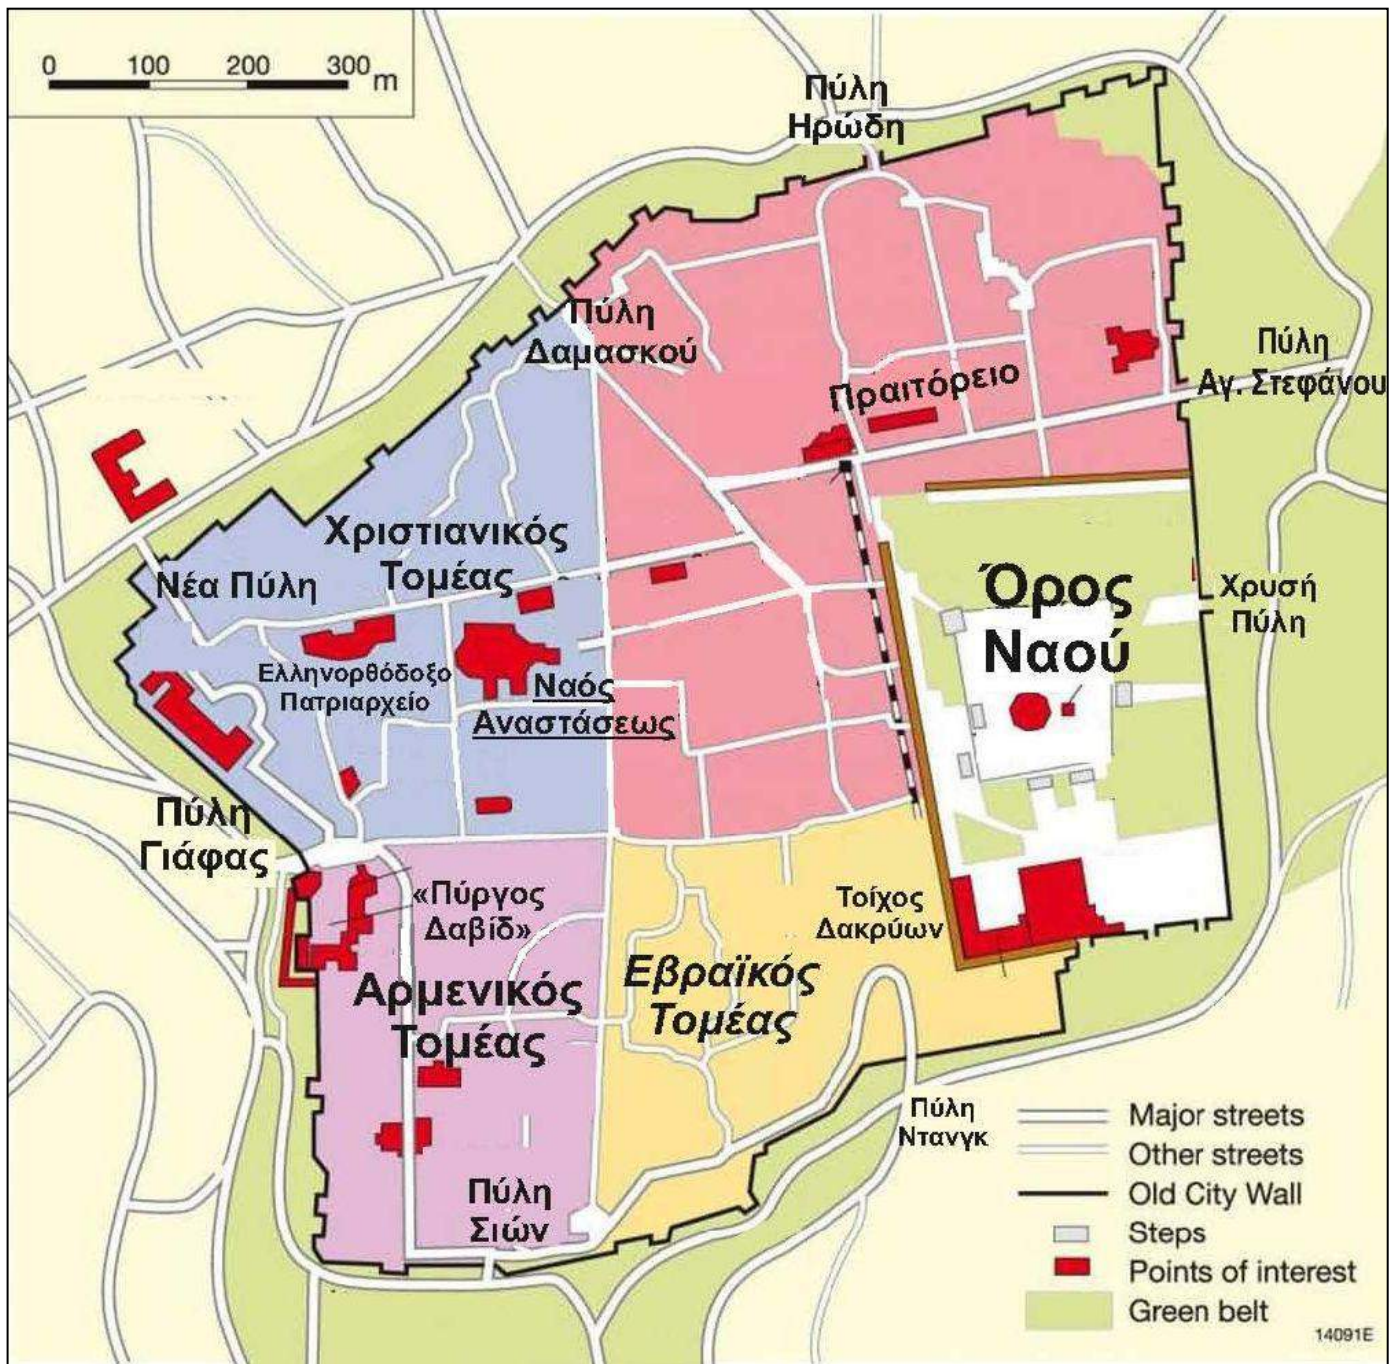 0 100 200 300 m
Πύλη
Ηρώδη
Πύλη
Δαμασκού
Πύλη
Αγ. Στεφάνου
Πραιτόρειο
Χριστιανικός
Τομέας
Νέα Πύλη
Όρος
Ναού
Χρυσή
Πύλη
Ελληνορθόδοξο
Πατριαρχείο
Ναός
Αναστάσεως
Πύλη
Γιάφας
«Πύργος
Δαβίδ»
Τοίχος
Δακρύων
Αρμενικός
Τομέας
Εβραϊκός
Τομέας
Πύλη
Ντανγκ
Πύλη
Σιών
Major streets
Other streets
Old City Wall
Steps
Points of interest
Green belt
14091E